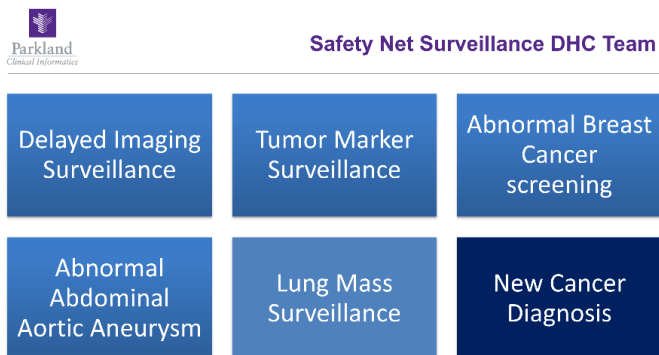 Parkland
Clinical Informatics
Safety Net Surveillance DHC Team
Delayed Imaging
Surveillance
Tumor Marker
Surveillance
Abnormal Breast
Cancer
screening
Abnormal
Abdominal
Aortic Aneurysm
Lung Mass
Surveillance
New Cancer
Diagnosis